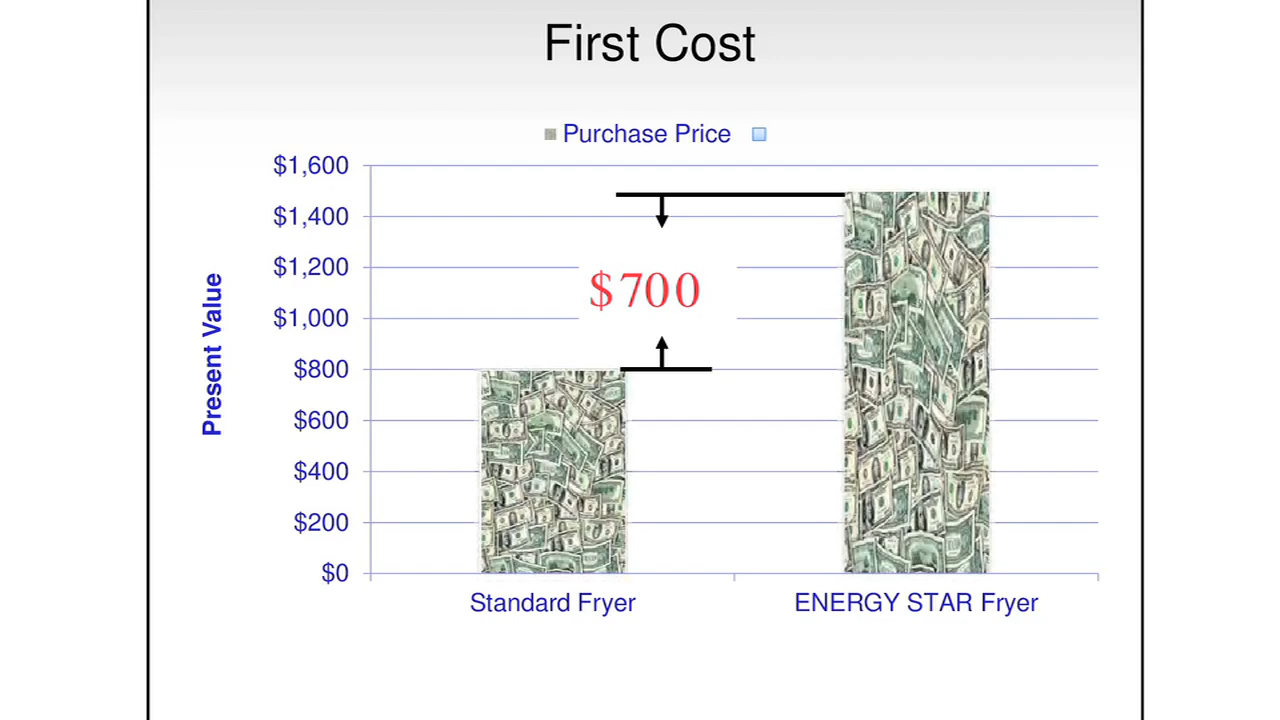 First Cost
Purchase Price
$1,600
$1,400
$1,200
$1,000
$800
$600
$400
$200
$0
Present Value
$700
Standard Fryer
ENERGY STAR Fryer